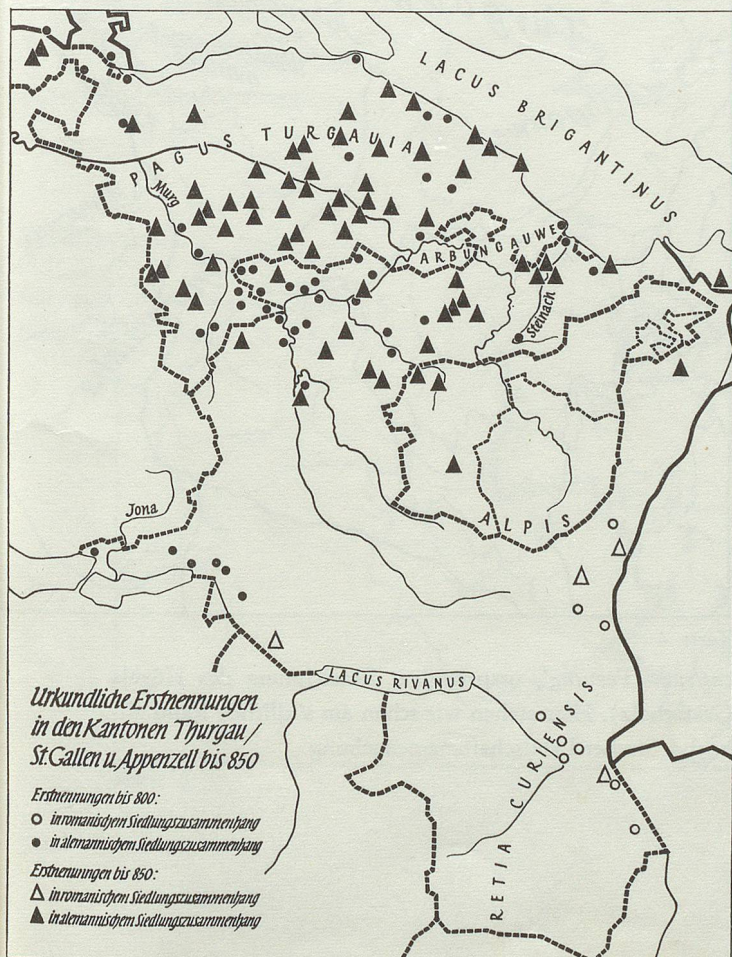 LACUS BRIGANTINUS
PAGUS TURGAUIA
Murg
ARBUNGAUWE
Steinach
Jona
ALPIS
LACUS RIVANUS
RETIA CURIENSIS
Urkundliche Erstnennungen
in den Kantonen Thurgau/
St. Gallen u. Appenzell bis 850
Erstnennungen bis 800:
in romanischem Siedlungszusammenhang
in alemannischem Siedlungszusammenhang
Erstnennungen bis 850:
in romanischem Siedlungszusammenhang
in alemannischem Siedlungszusammenhang